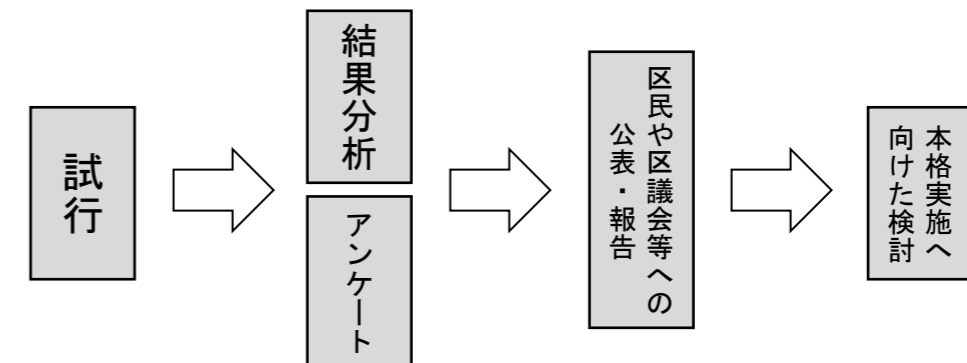 試行
結果分析
アンケート
区民や区議会等への
公表・報告
本格実施へ
向けた検討